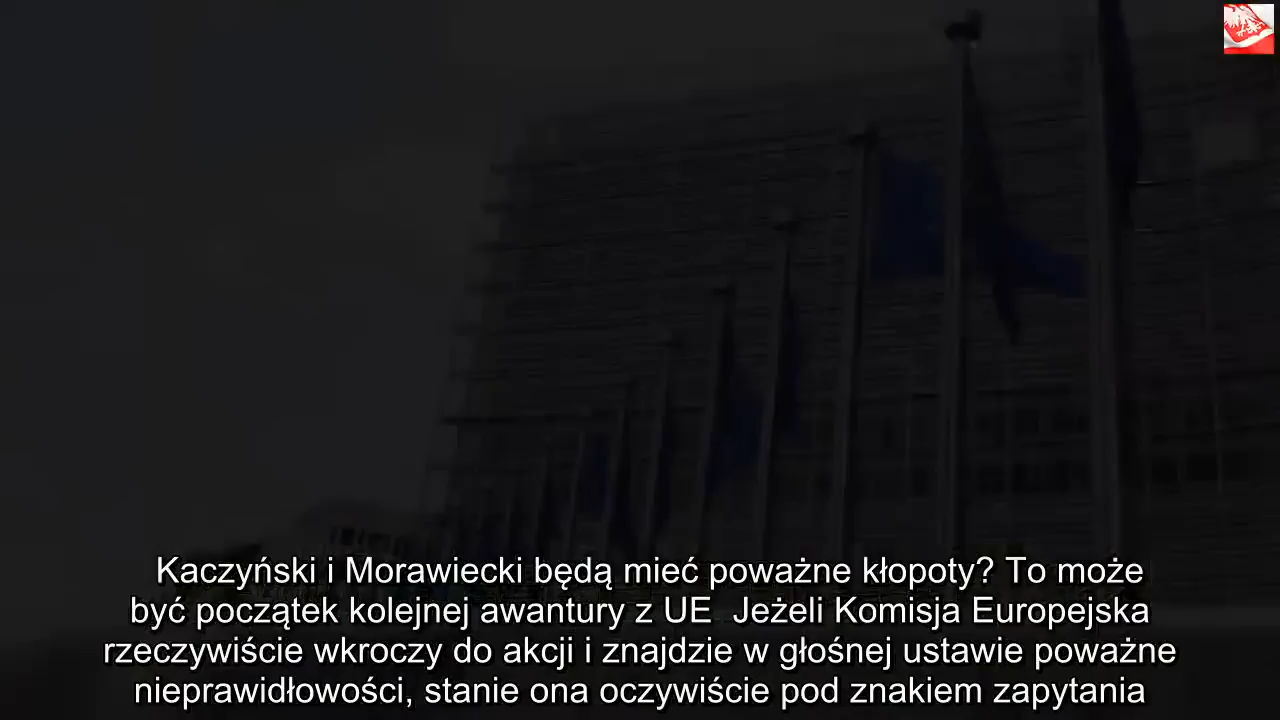 Kaczyński i Morawiecki będą mieć poważne kłopoty? To może
być początek kolejnej awantury z UE  Jeżeli Komisja Europejska
rzeczywiście wkroczy do akcji i znajdzie w głośnej ustawie poważne
nieprawidłowości, stanie ona oczywiście pod znakiem zapytania